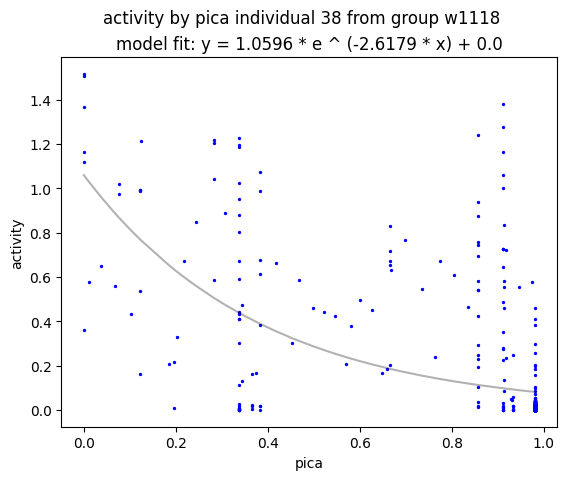 activity by pica individual 38 from group w1118
model fit: y = 1.0596 * e ^ (-2.6179 * x) + 0.0
1.4
1.2
1.0
0.8
0.6
0.4
0.2
0.0
activity
0.0 0.2 0.4 0.6 0.8 1.0
pica